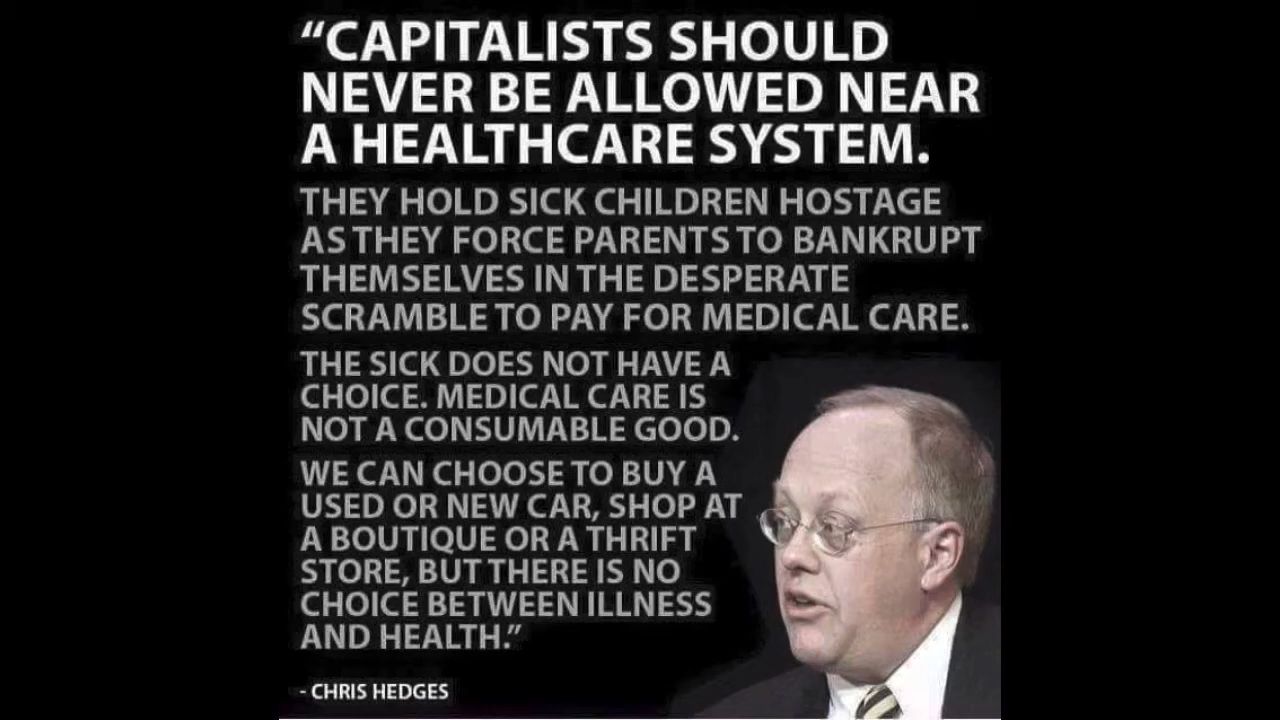 “CAPITALISTS SHOULD
NEVER BE ALLOWED NEAR
A HEALTHCARE SYSTEM.
THEY HOLD SICK CHILDREN HOSTAGE
AS THEY FORCE PARENTS TO BANKRUPT
THEMSELVES IN THE DESPERATE
SCRAMBLE TO PAY FOR MEDICAL CARE.
THE SICK DOES NOT HAVE A
CHOICE. MEDICAL CARE IS
NOT A CONSUMABLE GOOD.
WE CAN CHOOSE TO BUY A
USED OR NEW CAR, SHOP AT
A BOUTIQUE OR A THRIFT
STORE, BUT THERE IS NO
CHOICE BETWEEN ILLNESS
AND HEALTH.”
- CHRIS HEDGES